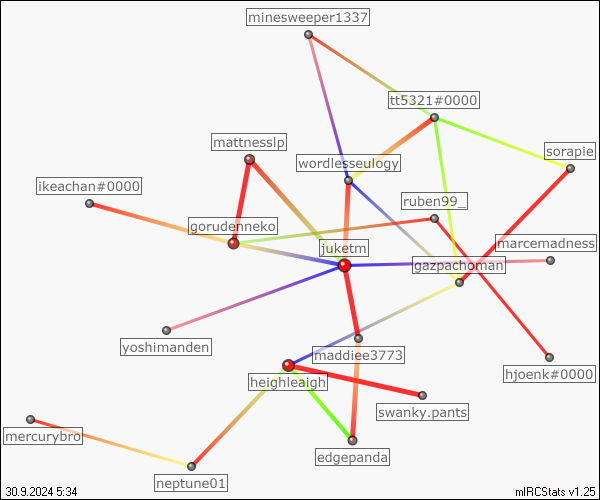 minesweeper1337
tt5321#0000
mattnesslp
sorapie
wordlesseulogy
ikeachan#0000
ruben99_
gorudenneko
juketm
marcemadness
gazpachoman
yoshimanden
maddiee3773
hjoenk#0000
heighleaigh
swanky.pants
mercurybro
edgepanda
neptune01
30.9.2024 5:34
mIRCStats v1.25